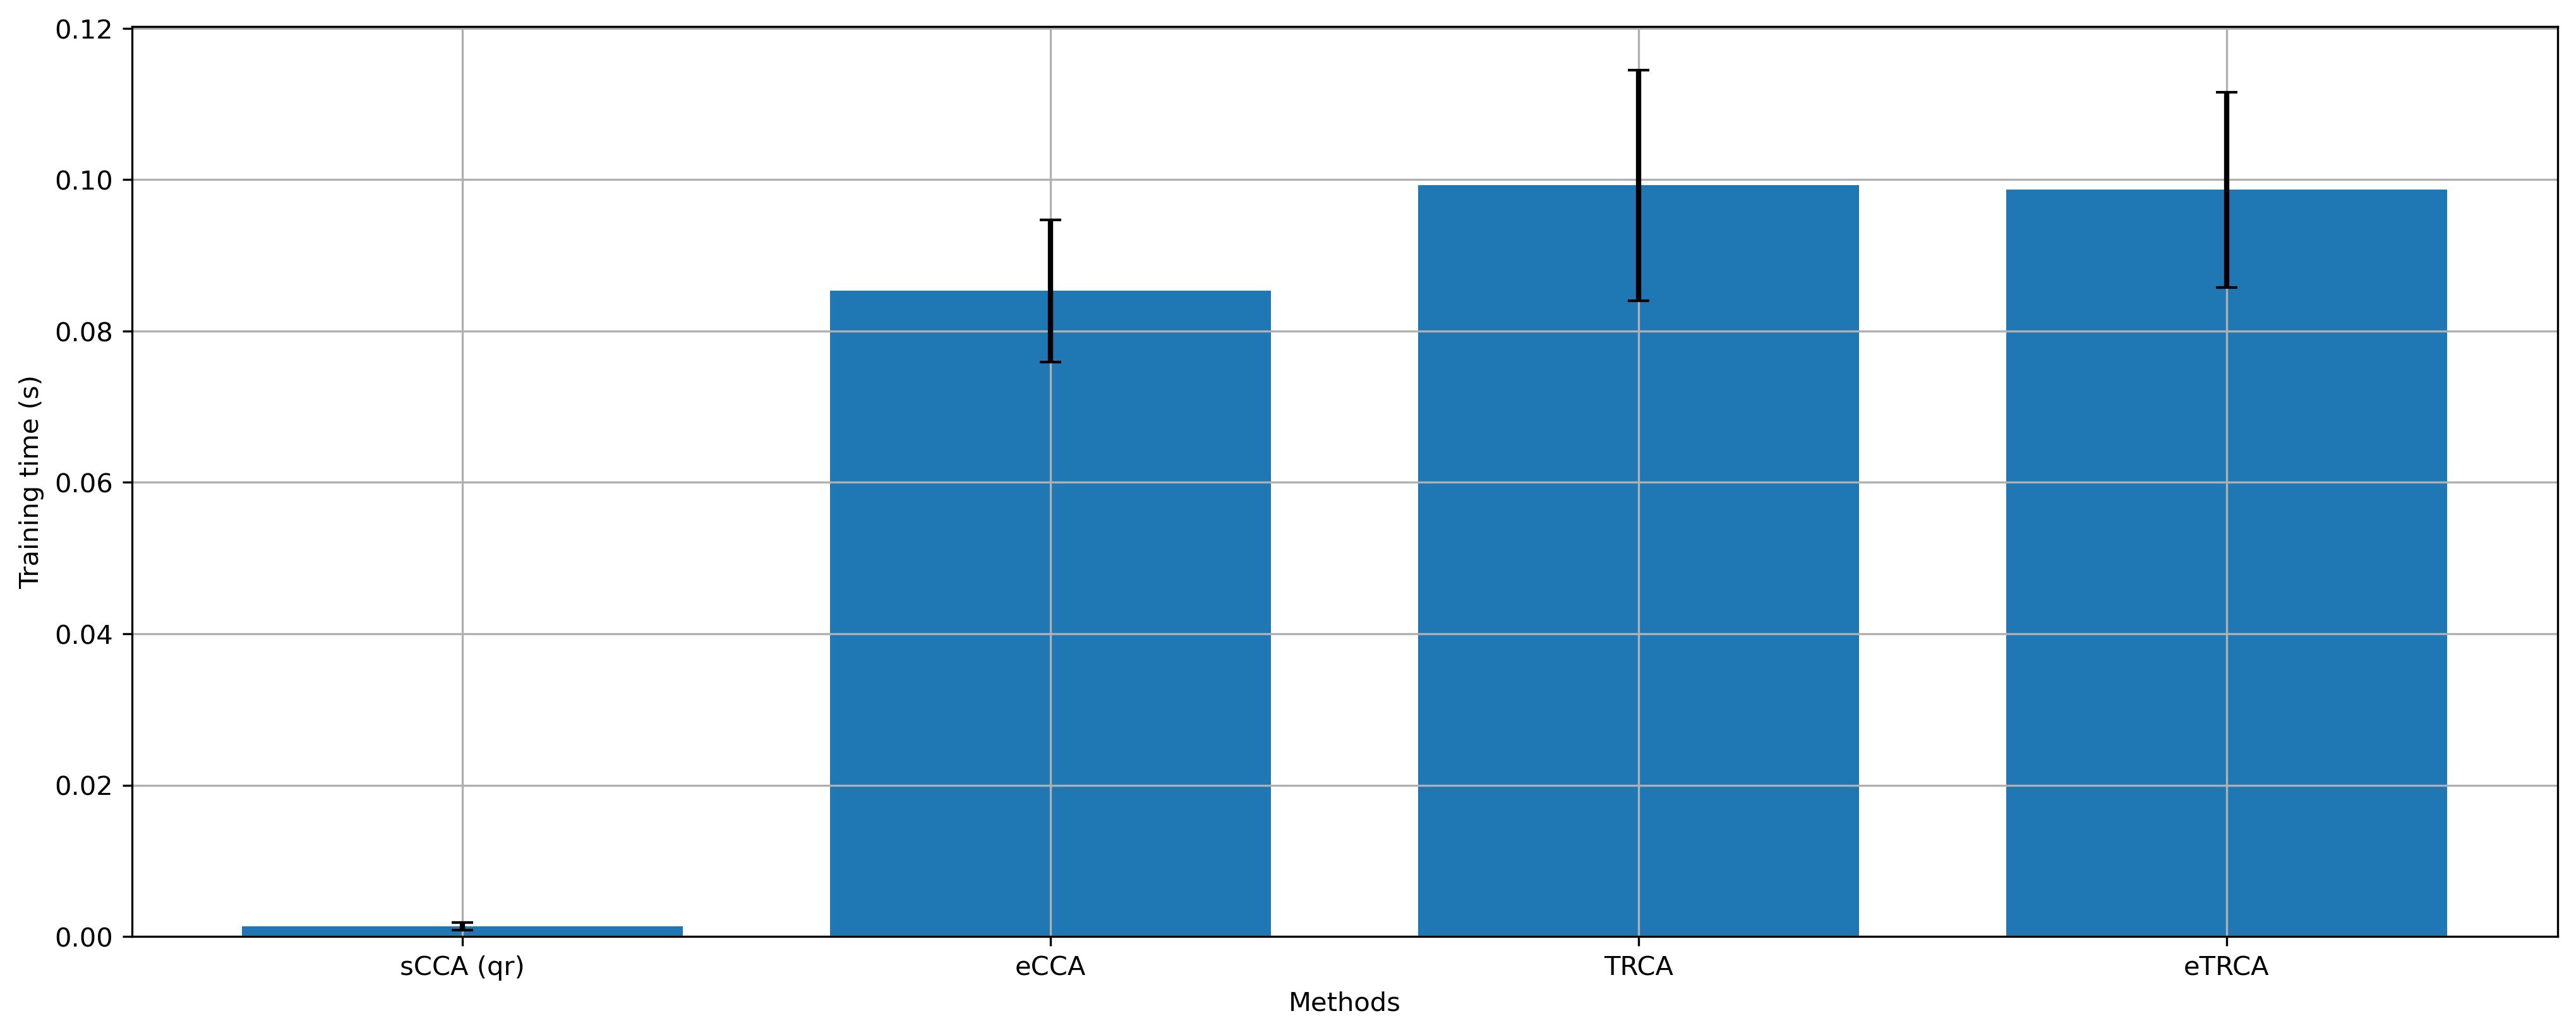 0.12
0.10
0.08
0.06
0.04
0.02
0.00
Training time (s)
sCCA (qr)
eCCA
TRCA
eTRCA
Methods